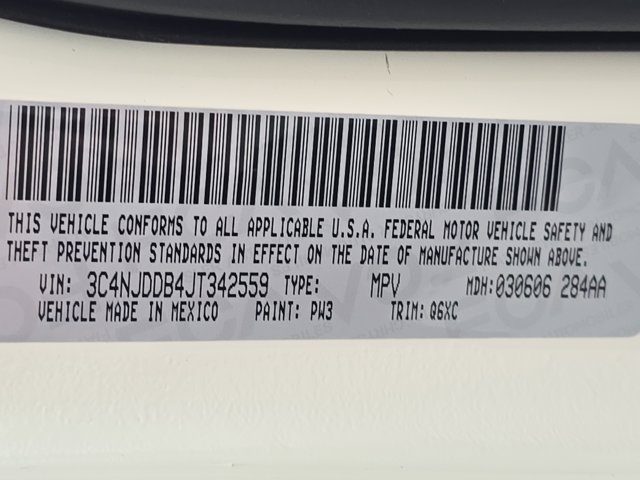 THIS VEHICLE CONFORMS TO ALL APPLICABLE U.S.A. FEDERAL MOTOR VEHICLE SAFETY AND
THEFT PREVENTION STANDARDS IN EFFECT ON THE DATE OF MANUFACTURE SHOWN ABOVE.
VIN: 3C4NJDDB4JT342559 TYPE: MPV MDH:030606 284AA
VEHICLE MADE IN MEXICO PAINT: PW3 TRIM: Q6XC